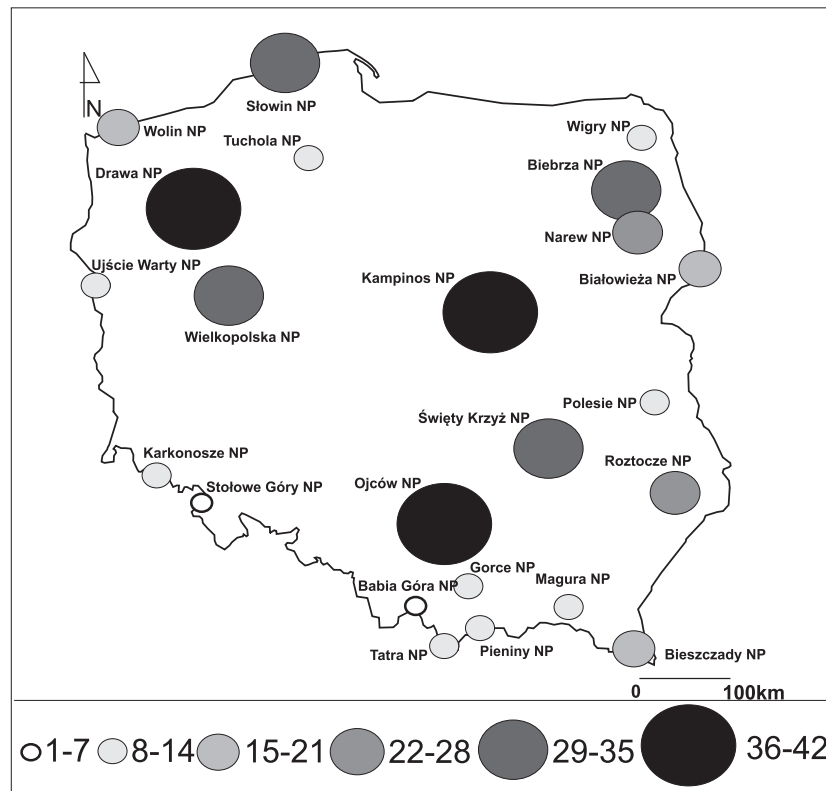 Słowin NP
N
Wolin NP
Tuchola NP
Wigry NP
Drawa NP
Biebrza NP
Narew NP
Ujście Warty NP
Białowieża NP
Kampinos NP
Wielkopolska NP
Polesie NP
Święty Krzyż NP
Karkonosze NP
Roztocze NP
Stołowe Góry NP
Ojców NP
Gorce NP
Magura NP
Babia Góra NP
Tatra NP
Pieniny NP
Bieszczady NP
0 100km
1-7 8-14 15-21 22-28 29-35 36-42